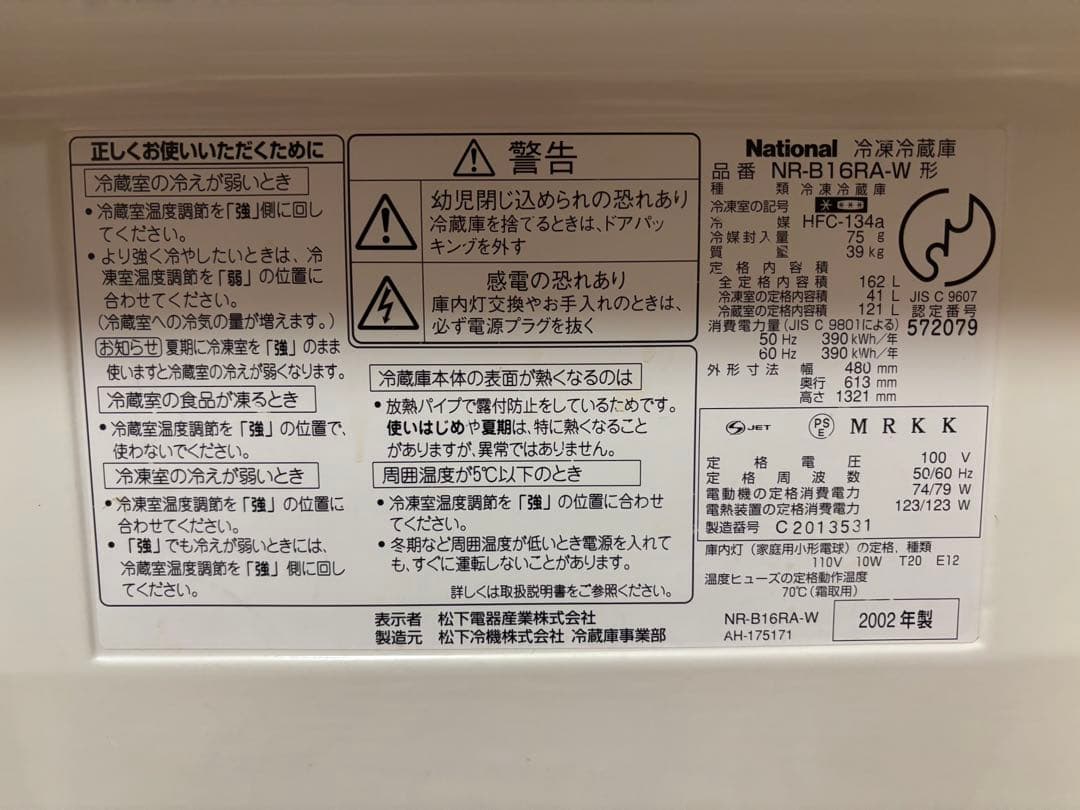 正しくお使いいただくために
冷蔵室の冷えが弱いとき
・冷蔵室温度調節を「強」側に回し
てください。
・より強く冷やしたいときは、冷
凍室温度調節を「弱」の位置に
合わせてください。
(冷蔵室への冷気の量が増えます。)
お知らせ 夏期に冷凍室を「強」のまま
使いますと冷蔵室の冷えが弱くなります。
冷蔵室の食品が凍るとき
・冷蔵室温度調節を「強」の位置で、
使わないでください。
冷凍室の冷えが弱いとき
・冷凍室温度調節を「強」の位置に
合わせてください。
・「強」でも冷えが弱いときには、
冷蔵室温度調節を「強」側に回し
てください。
警告
幼児閉じ込められの恐れあり
冷蔵庫を捨てるときは、ドアパッ
キングを外す
感電の恐れあり
庫内灯交換やお手入れのときは、
必ず電源プラグを抜く
冷蔵庫本体の表面が熱くなるのは
・放熱パイプで露付防止をしているためです。
使いはじめや夏期は、特に熱くなること
がありますが、異常ではありません。
周囲温度が5℃以下のとき
・冷凍室温度調節を「強」の位置に合わせ
てください。
・冬期など周囲温度が低いとき電源を入れて
も、すぐに運転しないことがあります。
詳しくは取扱説明書をご参照ください。
表示者 松下電器産業株式会社
製造元 松下冷機株式会社 冷蔵庫事業部
National 冷凍冷蔵庫
品番 NR-B16RA-W 形
種類 冷凍冷蔵庫
冷凍室の記号 * ***
冷媒 HFC-134a
冷媒封入量 75 g
質量 39 kg
定格内容積
全定格内容積 162 L
冷凍室の定格内容積 41 L
冷蔵室の定格内容積 121 L
消費電力量(JIS C 9801による)
50 Hz 390 kWh/年
60 Hz 390 kWh/年
外形寸法 幅 480 mm
奥行 613 mm
高さ 1321 mm
JIS C 9607
認定番号
572079
S JET PS E M R K K
定格電圧 100 V
定格周波数 50/60 Hz
電動機の定格消費電力 74/79 W
電熱装置の定格消費電力 123/123 W
製造番号 C2013531
庫内灯(家庭用小形電球)の定格、種類
110V 10W T20 E12
温度ヒューズの定格動作温度
70℃(霜取用)
NR-B16RA-W
AH-175171
2002年製